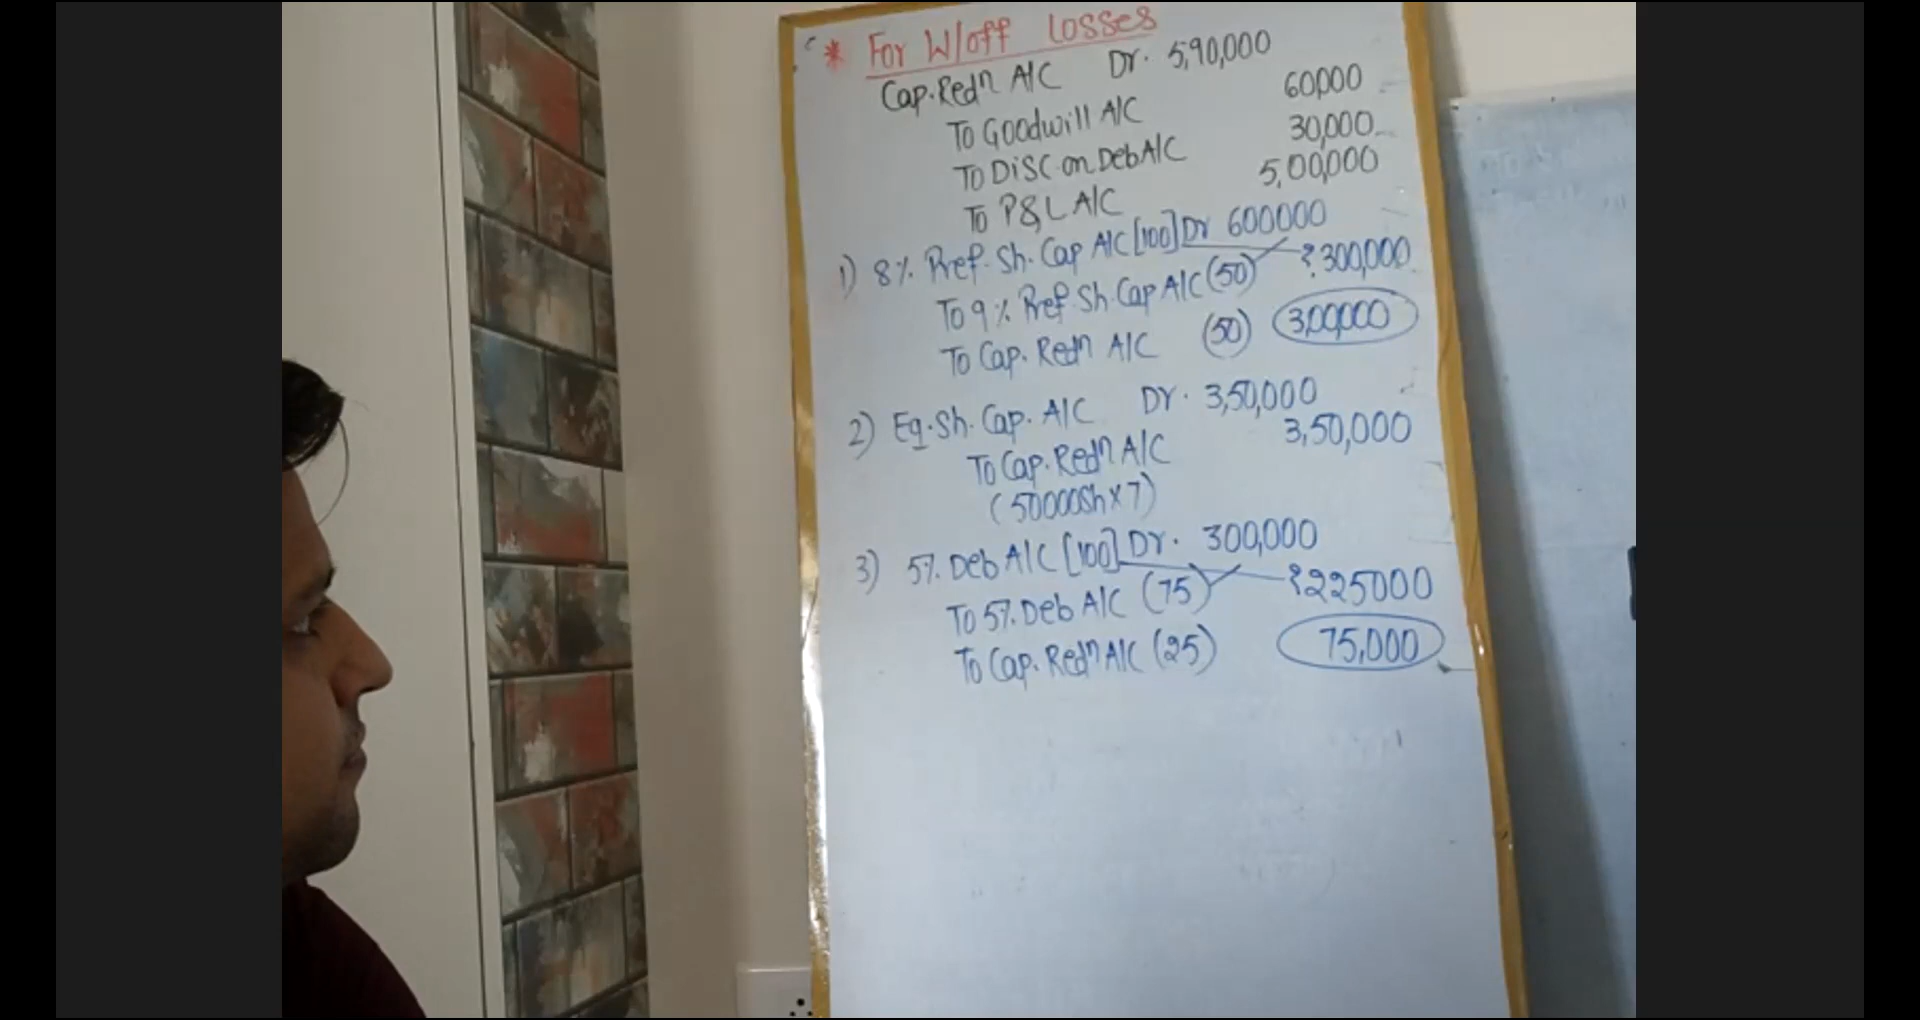 * For W/off losses
Cap.Redn A/C Dr. 5,90,000
To Goodwill A/C 60,000
To Disc.on Deb A/C 30,000
To P&L A/C 5,00,000
1) 8% Pref.Sh.Cap A/C [100] Dr 600000
To 9% Pref.Sh.Cap A/C (50) ₹300,000
To Cap. Redn A/C (50) 3,00,000
2) Eq.Sh.Cap. A/C Dr. 3,50,000
To Cap.Redn A/C 3,50,000
(50000Sh x 7)
3) 5% Deb A/C [100] Dr. 300,000
To 5% Deb A/C (75) ₹225000
To Cap. Redn A/C (25) 75,000